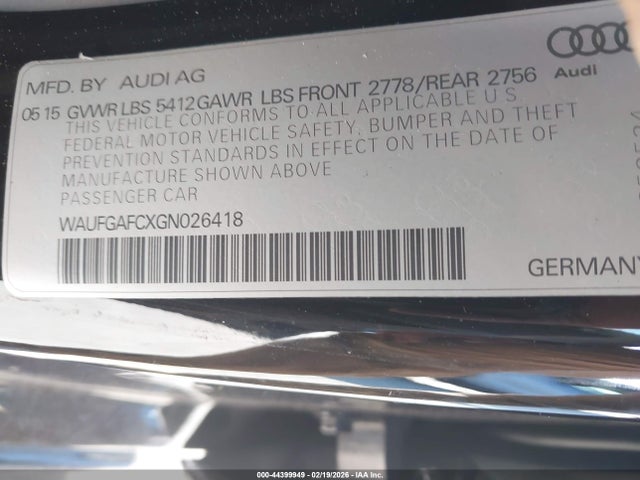 MFD. BY AUDI AG
Audi
05 15 GVWR LBS 5412 GAWR LBS FRONT 2778/REAR 2756
THIS VEHICLE CONFORMS TO ALL APPLICABLE U S
FEDERAL MOTOR VEHICLE SAFETY, BUMPER AND THEFT
PREVENTION STANDARDS IN EFFECT ON THE DATE OF
MANUFACTURE SHOWN ABOVE
PASSENGER CAR
WAUFGAFCXGN026418
GERMANY
000-44399949 - 02/19/2026 - IAA Inc.